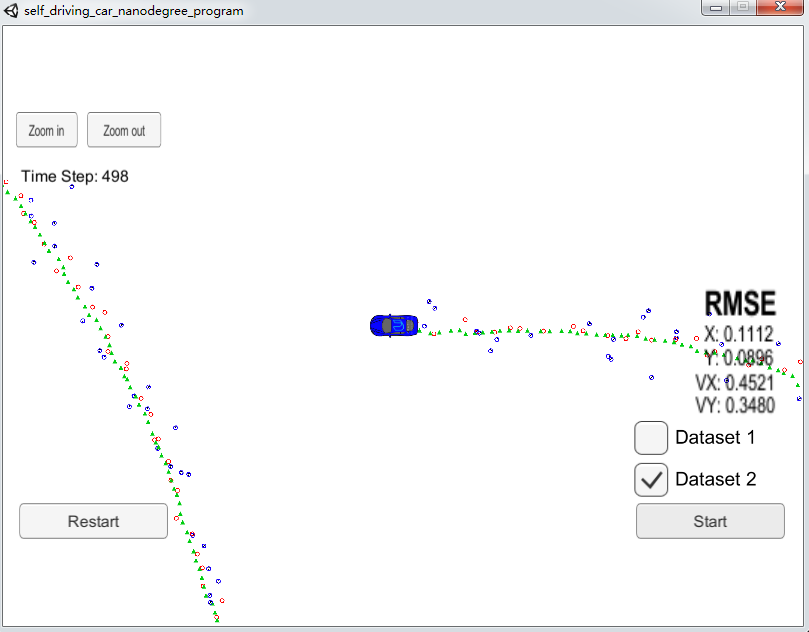 self_driving_car_nanodegree_program
Zoom in
Zoom out
Time Step: 498
RMSE
X: 0.1112
Y: 0.0896
VX: 0.4521
VY: 0.3480
Dataset 1
Dataset 2
Restart
Start